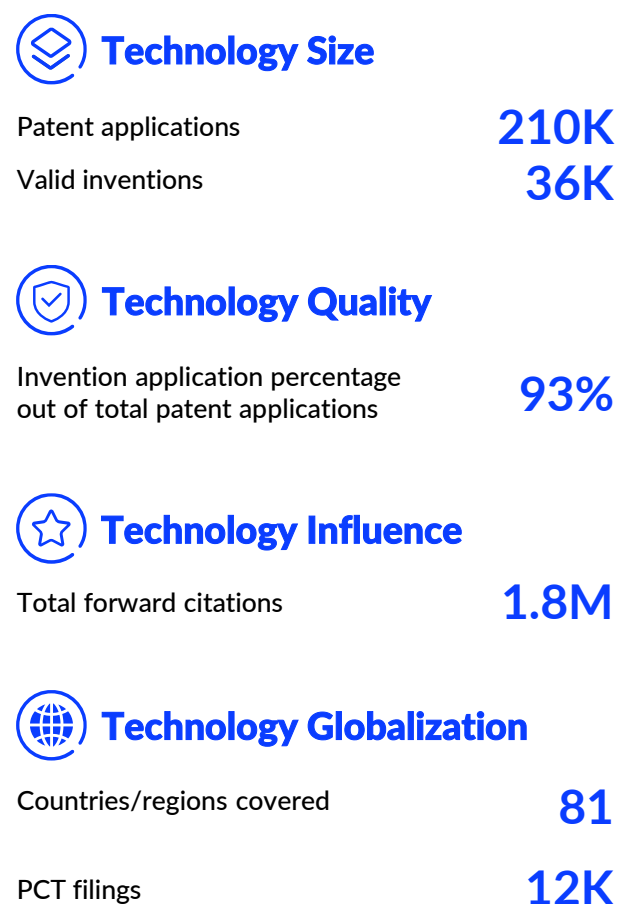 Technology Size
Patent applications 210K
Valid inventions 36K
Technology Quality
Invention application percentage
out of total patent applications 93%
Technology Influence
Total forward citations 1.8M
Technology Globalization
Countries/regions covered 81
PCT filings 12K